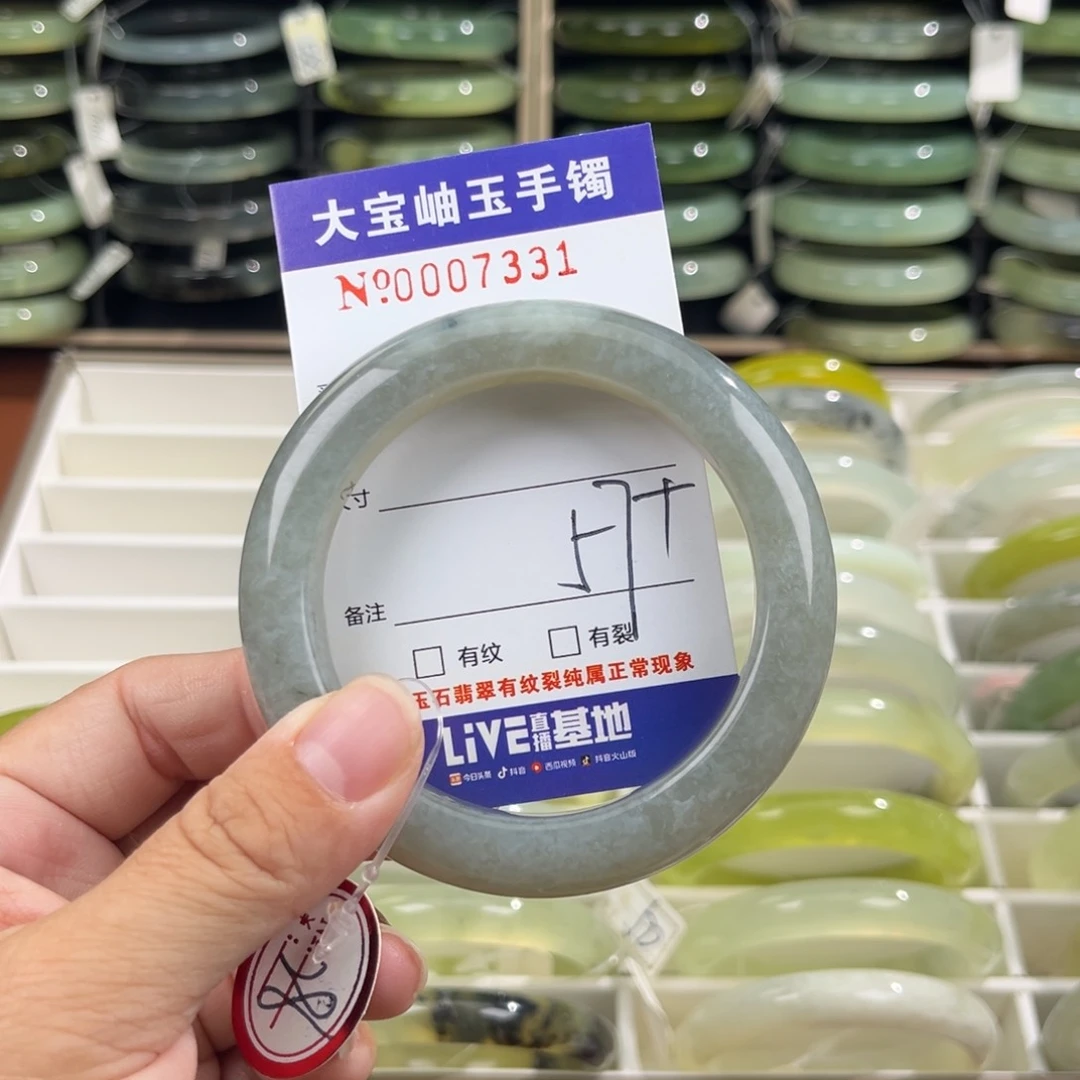 大宝岫玉手镯
№0007331
寸
57+
备注
□ 有纹 □ 有裂
玉石翡翠有纹裂纯属正常现象
LiVE直播基地
今日头条 抖音 西瓜视频 抖音火山版